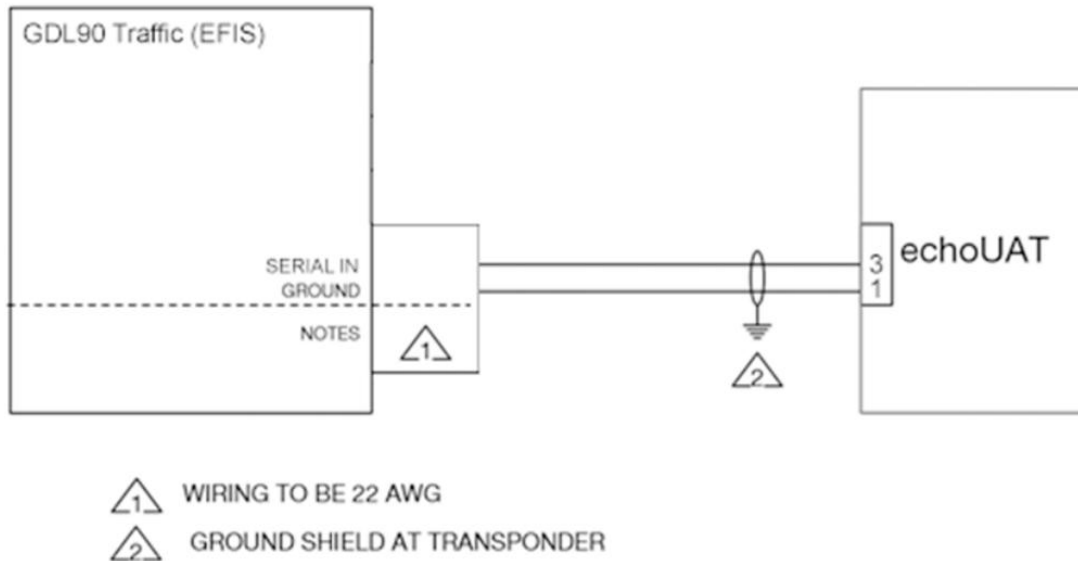 GDL90 Traffic (EFIS)
SERIAL IN
GROUND
NOTES
1
3
1
echoUAT
2
1 WIRING TO BE 22 AWG
2 GROUND SHIELD AT TRANSPONDER